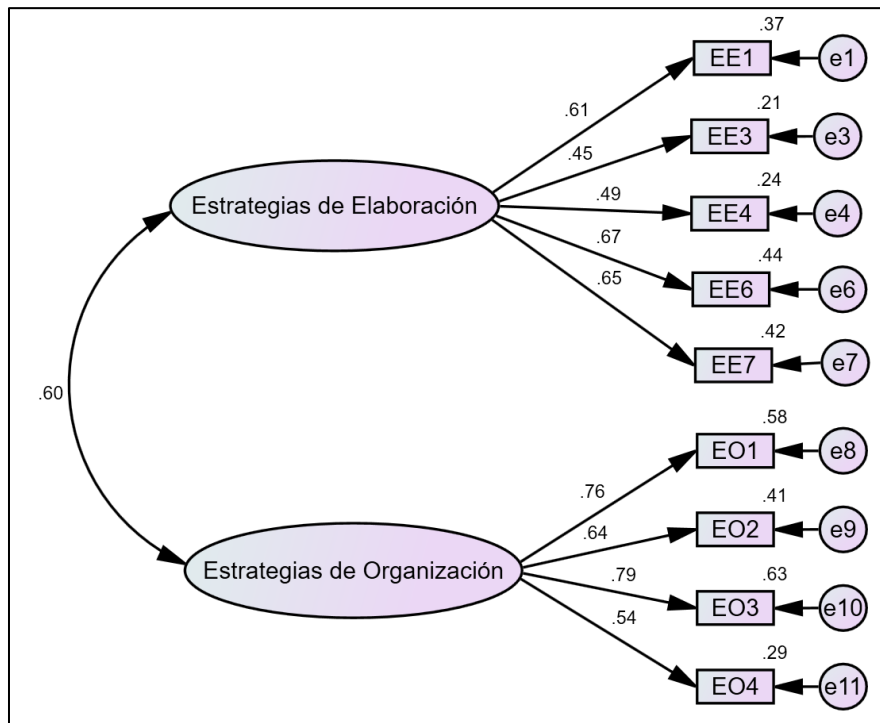 .37
EE1
e1
.61
.21
EE3
e3
.45
Estrategias de Elaboración
.24
EE4
e4
.49
.67
.44
EE6
e6
.65
.42
EE7
e7
.60
.58
EO1
e8
.76
.41
EO2
e9
.64
Estrategias de Organización
.63
EO3
e10
.79
.54
.29
EO4
e11